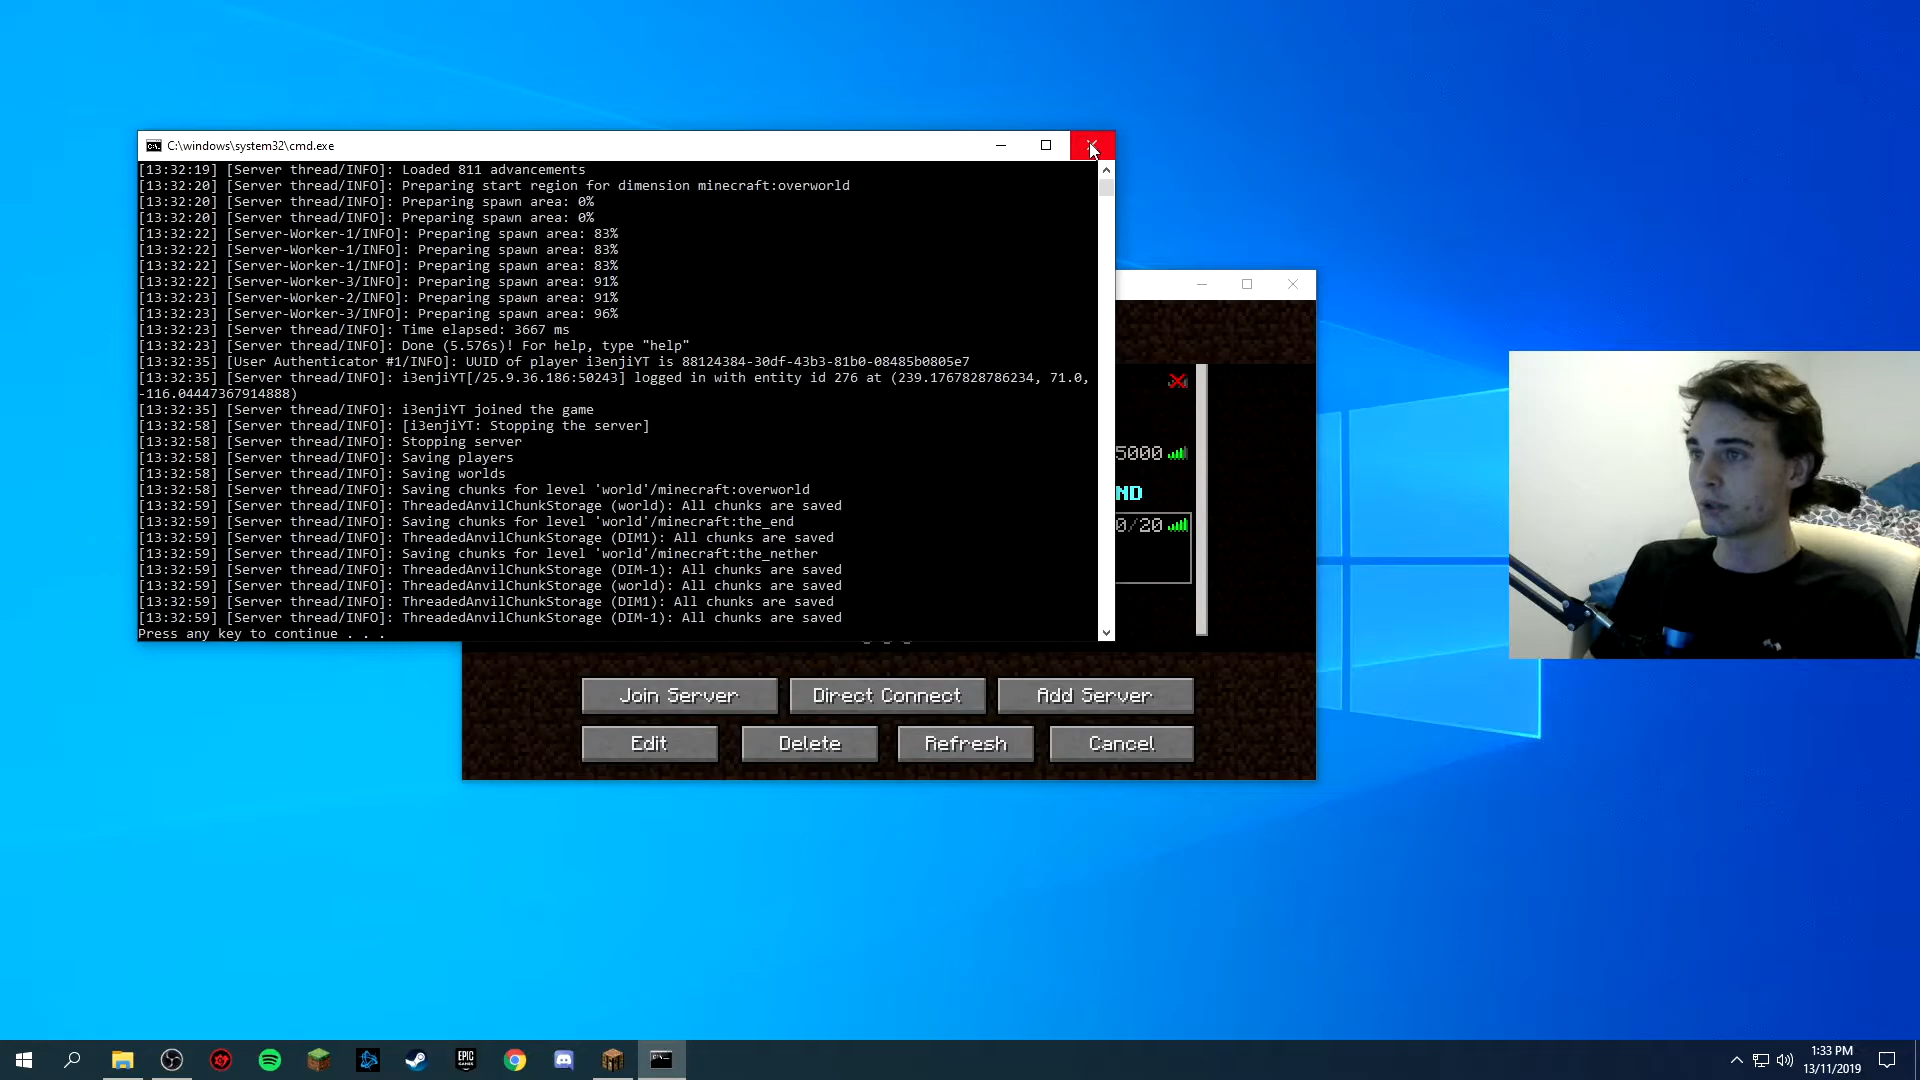 C:\windows\system32\cmd.exe
[13:32:19] [Server thread/INFO]: Loaded 811 advancements
[13:32:20] [Server thread/INFO]: Preparing start region for dimension minecraft:overworld
[13:32:20] [Server thread/INFO]: Preparing spawn area: 0%
[13:32:20] [Server thread/INFO]: Preparing spawn area: 0%
[13:32:22] [Server-Worker-1/INFO]: Preparing spawn area: 83%
[13:32:22] [Server-Worker-1/INFO]: Preparing spawn area: 83%
[13:32:22] [Server-Worker-1/INFO]: Preparing spawn area: 83%
[13:32:22] [Server-Worker-3/INFO]: Preparing spawn area: 91%
[13:32:23] [Server-Worker-2/INFO]: Preparing spawn area: 91%
[13:32:23] [Server-Worker-3/INFO]: Preparing spawn area: 96%
[13:32:23] [Server thread/INFO]: Time elapsed: 3667 ms
[13:32:23] [Server thread/INFO]: Done (5.576s)! For help, type "help"
[13:32:35] [User Authenticator #1/INFO]: UUID of player i3enjiYT is 88124384-30df-43b3-81b0-08485b0805e7
[13:32:35] [Server thread/INFO]: i3enjiYT[/25.9.36.186:50243] logged in with entity id 276 at (239.1767828786234, 71.0,
-116.04447367914888)
[13:32:35] [Server thread/INFO]: i3enjiYT joined the game
[13:32:58] [Server thread/INFO]: [i3enjiYT: Stopping the server]
[13:32:58] [Server thread/INFO]: Stopping server
[13:32:58] [Server thread/INFO]: Saving players
[13:32:58] [Server thread/INFO]: Saving worlds
[13:32:58] [Server thread/INFO]: Saving chunks for level 'world'/minecraft:overworld
[13:32:59] [Server thread/INFO]: ThreadedAnvilChunkStorage (world): All chunks are saved
[13:32:59] [Server thread/INFO]: Saving chunks for level 'world'/minecraft:the_end
[13:32:59] [Server thread/INFO]: ThreadedAnvilChunkStorage (DIM1): All chunks are saved
[13:32:59] [Server thread/INFO]: Saving chunks for level 'world'/minecraft:the_nether
[13:32:59] [Server thread/INFO]: ThreadedAnvilChunkStorage (DIM-1): All chunks are saved
[13:32:59] [Server thread/INFO]: ThreadedAnvilChunkStorage (world): All chunks are saved
[13:32:59] [Server thread/INFO]: ThreadedAnvilChunkStorage (DIM1): All chunks are saved
[13:32:59] [Server thread/INFO]: ThreadedAnvilChunkStorage (DIM-1): All chunks are saved
Press any key to continue . . .
5000
ND
0/20
Join Server
Direct Connect
Add Server
Edit
Delete
Refresh
Cancel
EPIC
GAMES
1:33 PM
13/11/2019